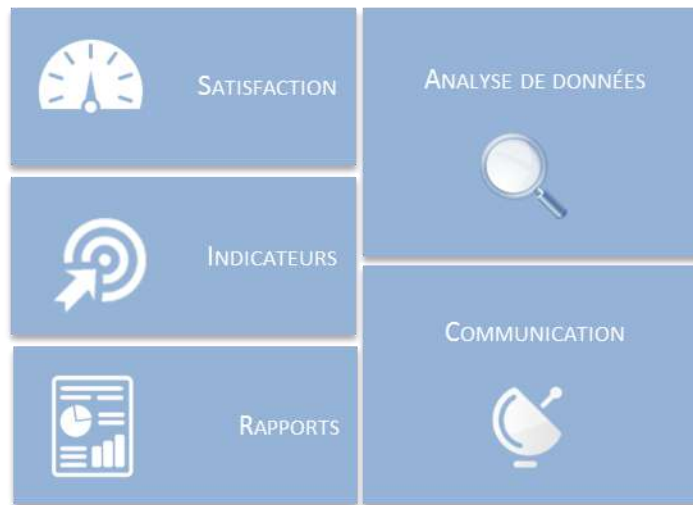 Satisfaction
Analyse de données
Indicateurs
Communication
Rapports